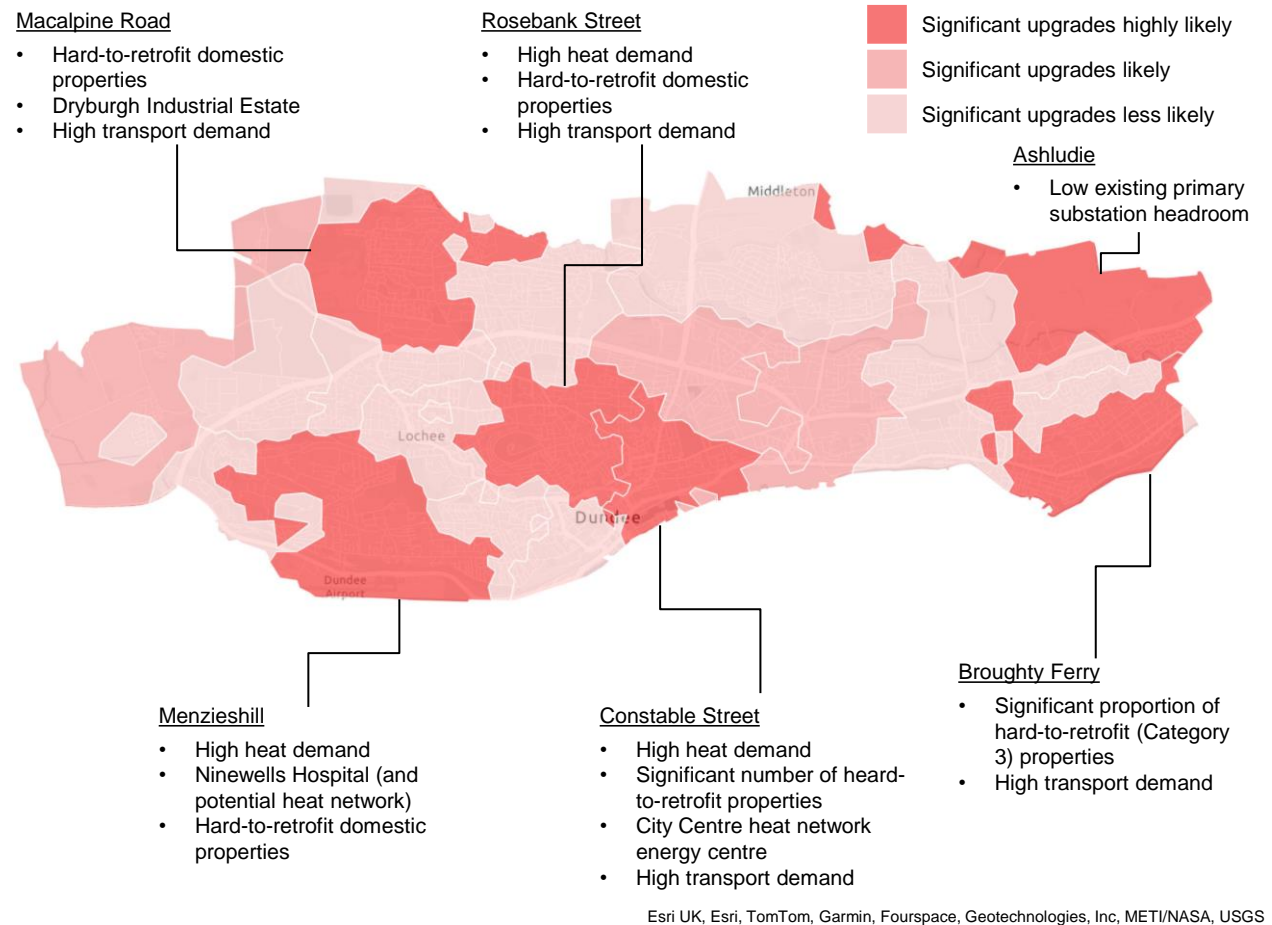 Macalpine Road
• Hard-to-retrofit domestic
properties
• Dryburgh Industrial Estate
• High transport demand
Rosebank Street
• High heat demand
• Hard-to-retrofit domestic
properties
• High transport demand
Significant upgrades highly likely
Significant upgrades likely
Significant upgrades less likely
Ashludie
• Low existing primary
substation headroom
Middleton
Lochee
Dundee
Dundee
Airport
Menzieshill
• High heat demand
• Ninewells Hospital (and
potential heat network)
• Hard-to-retrofit domestic
properties
Constable Street
• High heat demand
• Significant number of heard-
to-retrofit properties
• City Centre heat network
energy centre
• High transport demand
Broughty Ferry
• Significant proportion of
hard-to-retrofit (Category
3) properties
• High transport demand
Esri UK, Esri, TomTom, Garmin, Fourspace, Geotechnologies, Inc, METI/NASA, USGS